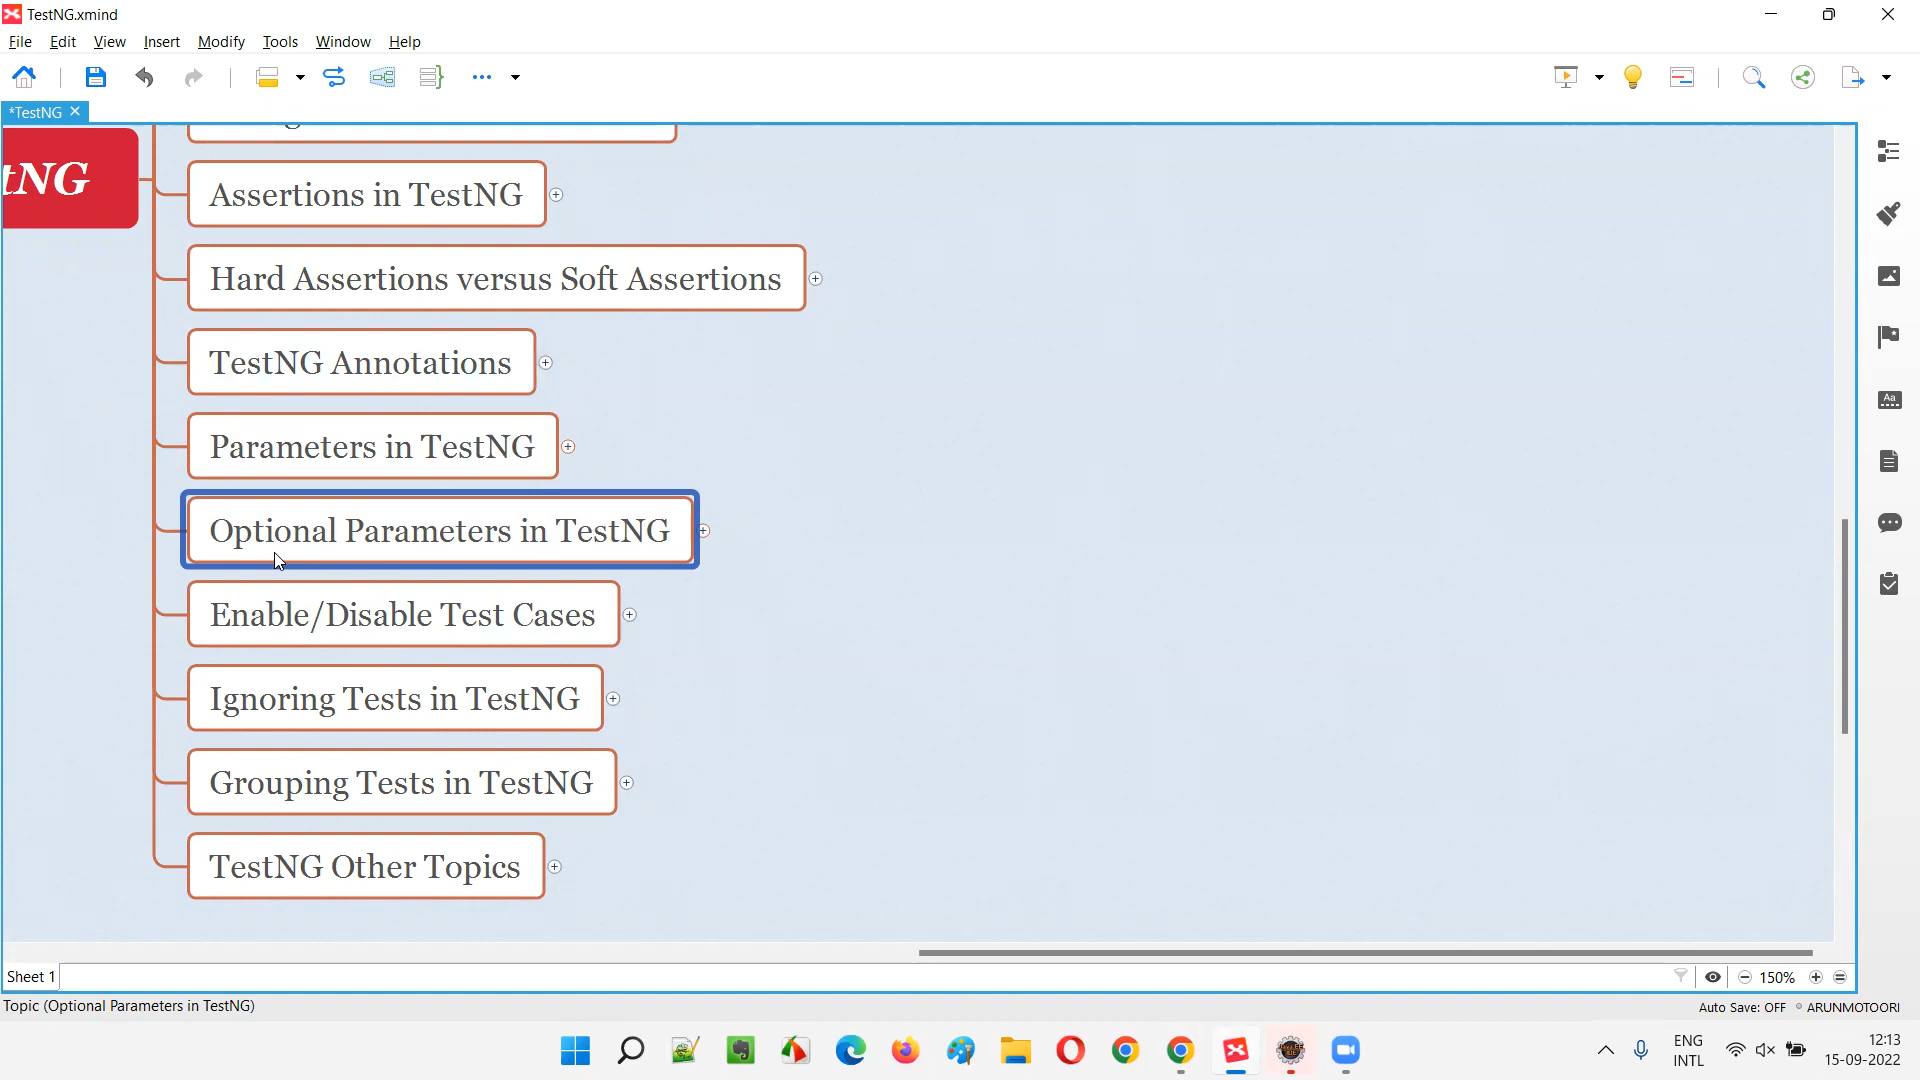 TestNG.xmind
File Edit View Insert Modify Tools Window Help
*TestNG
tNG
Assertions in TestNG
Hard Assertions versus Soft Assertions
TestNG Annotations
Parameters in TestNG
Optional Parameters in TestNG
Enable/Disable Test Cases
Ignoring Tests in TestNG
Grouping Tests in TestNG
TestNG Other Topics
Aa
Sheet 1
150%
Topic (Optional Parameters in TestNG)
Auto Save: OFF
ARUNMOTOORI
ENG
INTL
12:13
15-09-2022